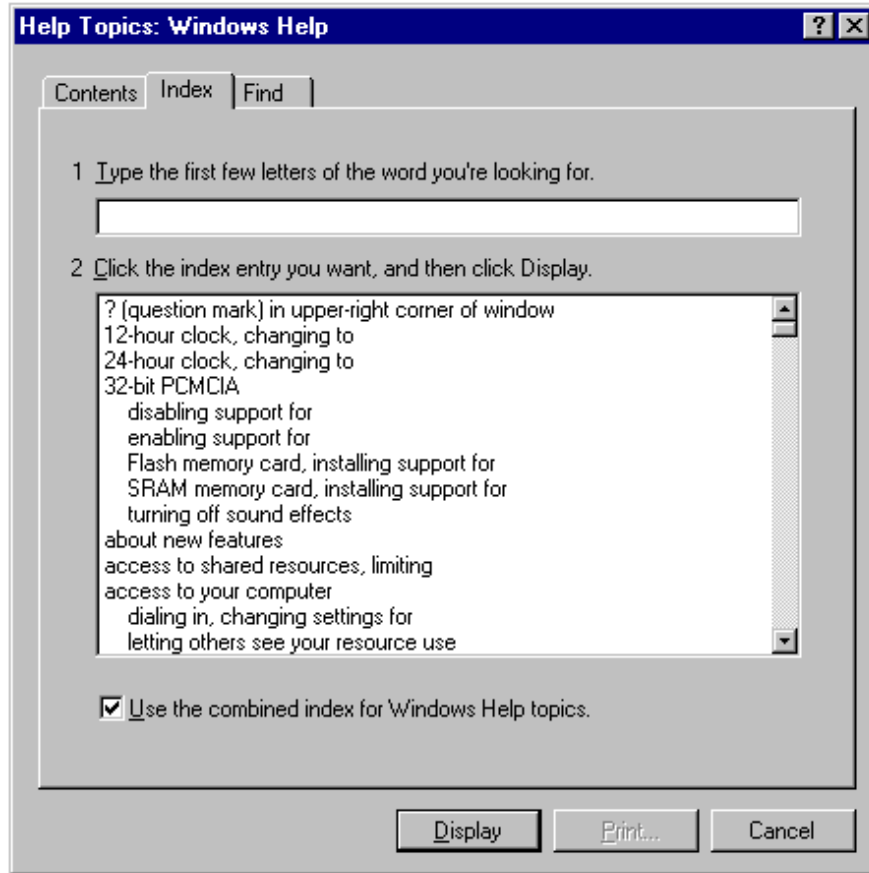 Help Topics: Windows Help
Contents Index Find
1 Type the first few letters of the word you're looking for.
2 Click the index entry you want, and then click Display.
? (question mark) in upper-right corner of window
12-hour clock, changing to
24-hour clock, changing to
32-bit PCMCIA
disabling support for
enabling support for
Flash memory card, installing support for
SRAM memory card, installing support for
turning off sound effects
about new features
access to shared resources, limiting
access to your computer
dialing in, changing settings for
letting others see your resource use
Use the combined index for Windows Help topics.
Display Print... Cancel